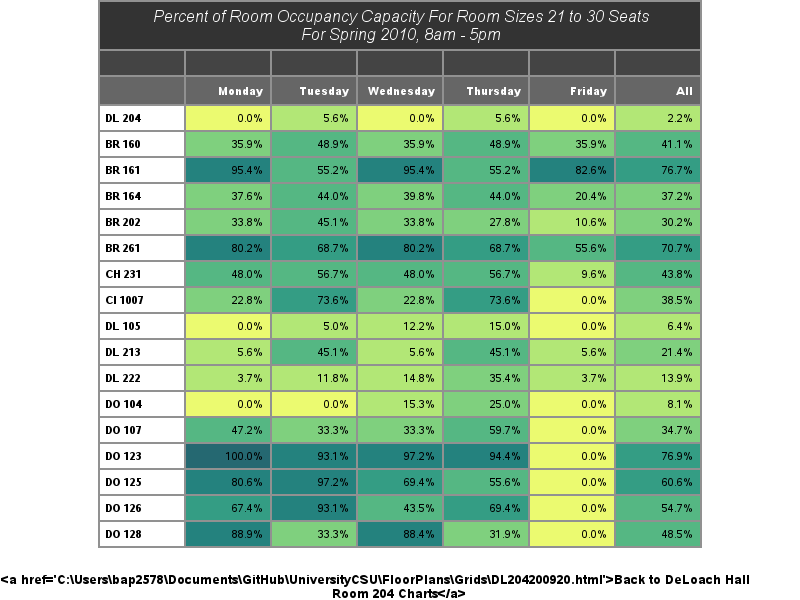 Percent of Room Occupancy Capacity For Room Sizes 21 to 30 Seats
For Spring 2010, 8am - 5pm
Monday Tuesday Wednesday Thursday Friday All
DL 204 0.0% 5.6% 0.0% 5.6% 0.0% 2.2%
BR 160 35.9% 48.9% 35.9% 48.9% 35.9% 41.1%
BR 161 95.4% 55.2% 95.4% 55.2% 82.6% 76.7%
BR 164 37.6% 44.0% 39.8% 44.0% 20.4% 37.2%
BR 202 33.8% 45.1% 33.8% 27.8% 10.6% 30.2%
BR 261 80.2% 68.7% 80.2% 68.7% 55.6% 70.7%
CH 231 48.0% 56.7% 48.0% 56.7% 9.6% 43.8%
CI 1007 22.8% 73.6% 22.8% 73.6% 0.0% 38.5%
DL 105 0.0% 5.0% 12.2% 15.0% 0.0% 6.4%
DL 213 5.6% 45.1% 5.6% 45.1% 5.6% 21.4%
DL 222 3.7% 11.8% 14.8% 35.4% 3.7% 13.9%
DO 104 0.0% 0.0% 15.3% 25.0% 0.0% 8.1%
DO 107 47.2% 33.3% 33.3% 59.7% 0.0% 34.7%
DO 123 100.0% 93.1% 97.2% 94.4% 0.0% 76.9%
DO 125 80.6% 97.2% 69.4% 55.6% 0.0% 60.6%
DO 126 67.4% 93.1% 43.5% 69.4% 0.0% 54.7%
DO 128 88.9% 33.3% 88.4% 31.9% 0.0% 48.5%
<a href='C:\Users\bap2578\Documents\GitHub\UniversityCSU\FloorPlans\Grids\DL204200920.html'>Back to DeLoach Hall
Room 204 Charts</a>